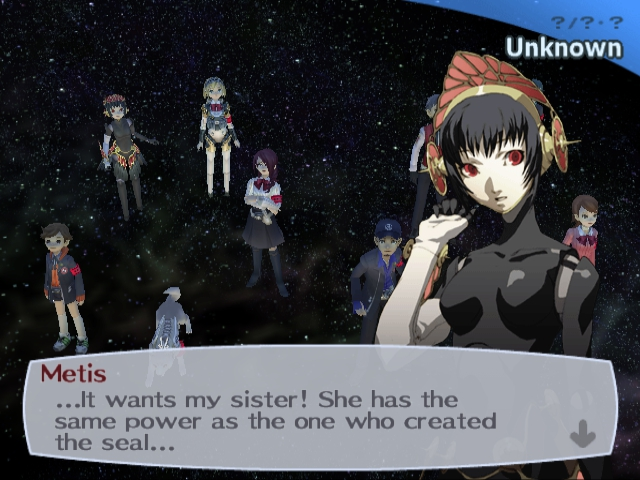 ?/?・?
Unknown
Metis
...It wants my sister! She has the
same power as the one who created
the seal...